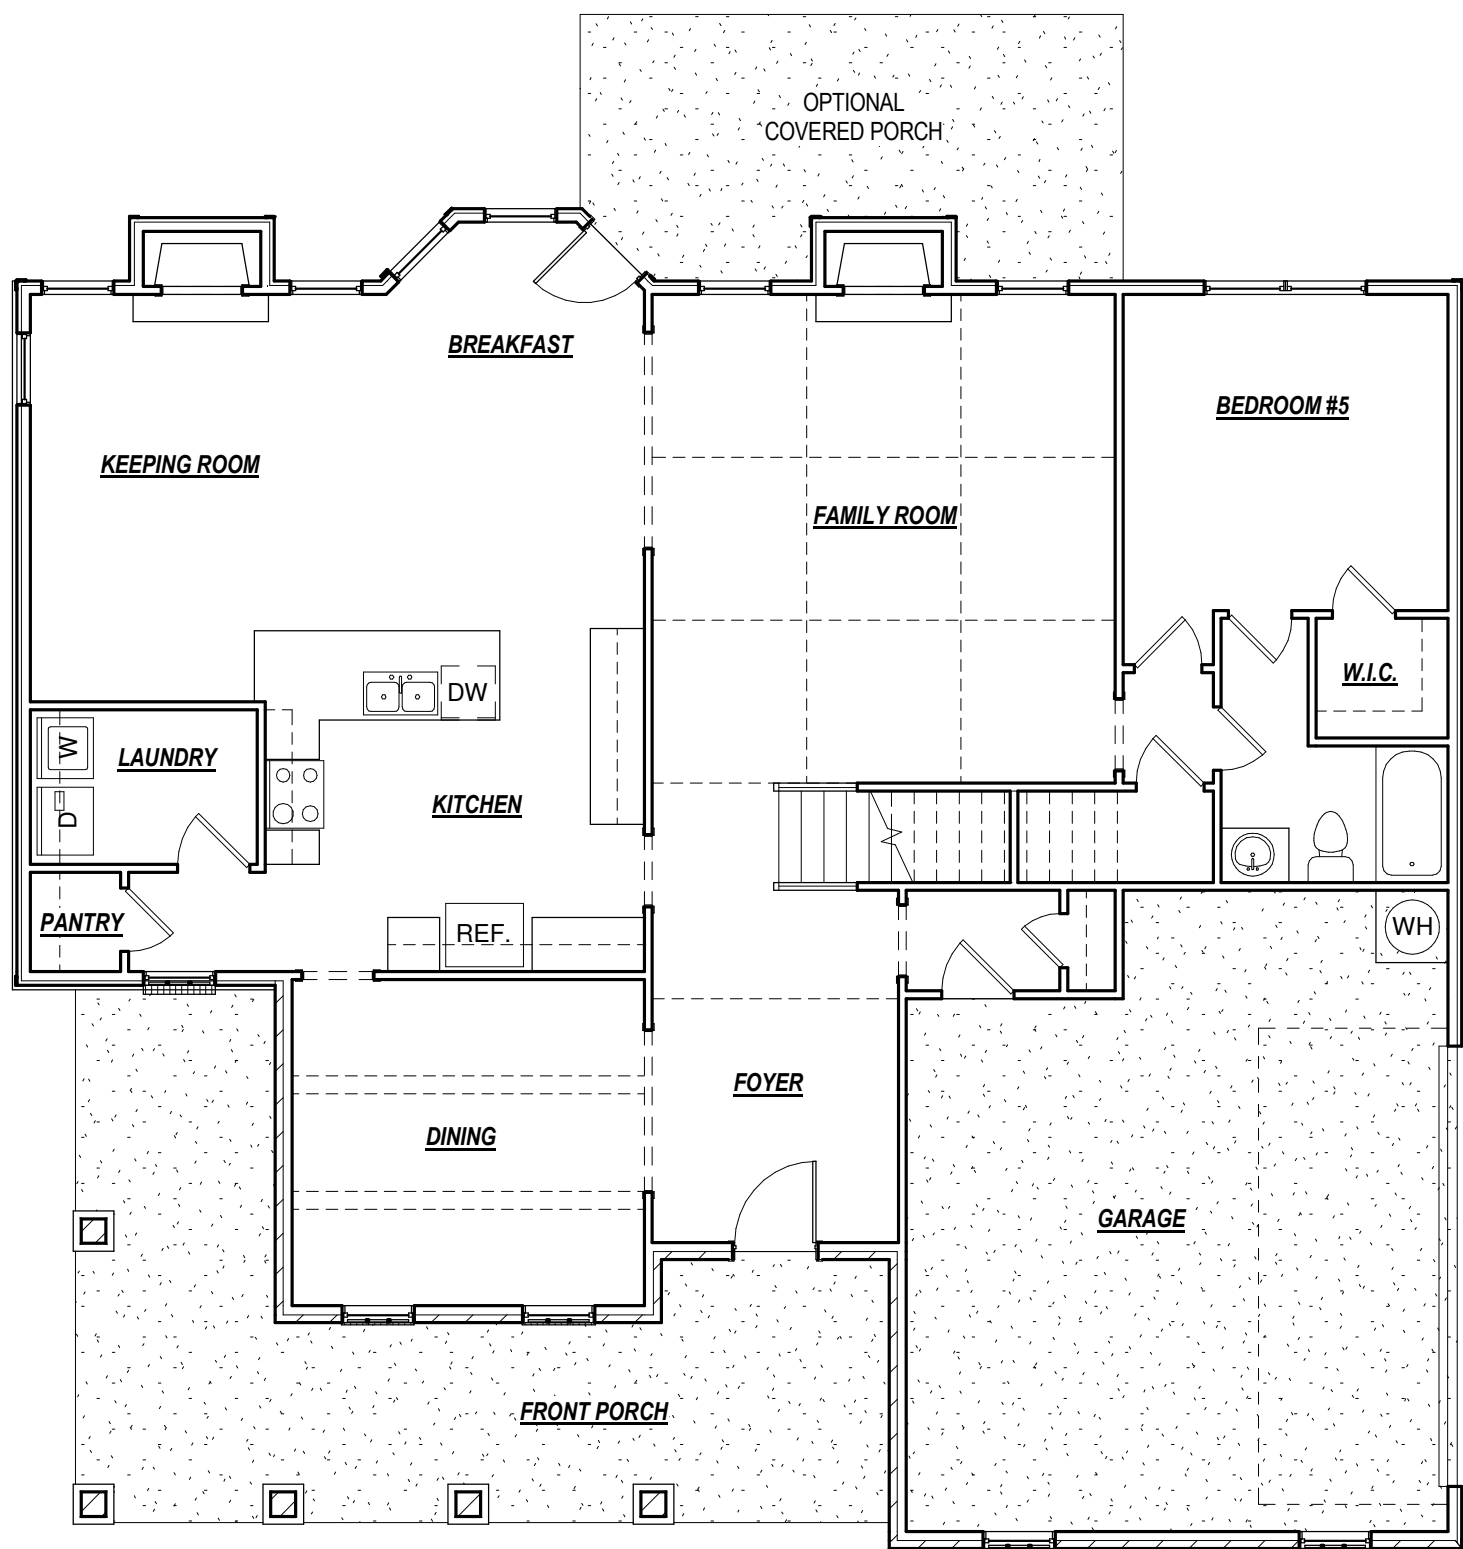 OPTIONAL
COVERED PORCH
BREAKFAST
BEDROOM #5
KEEPING ROOM
FAMILY ROOM
W.I.C.
DW
W
LAUNDRY
D
KITCHEN
PANTRY
REF.
WH
FOYER
DINING
GARAGE
FRONT PORCH